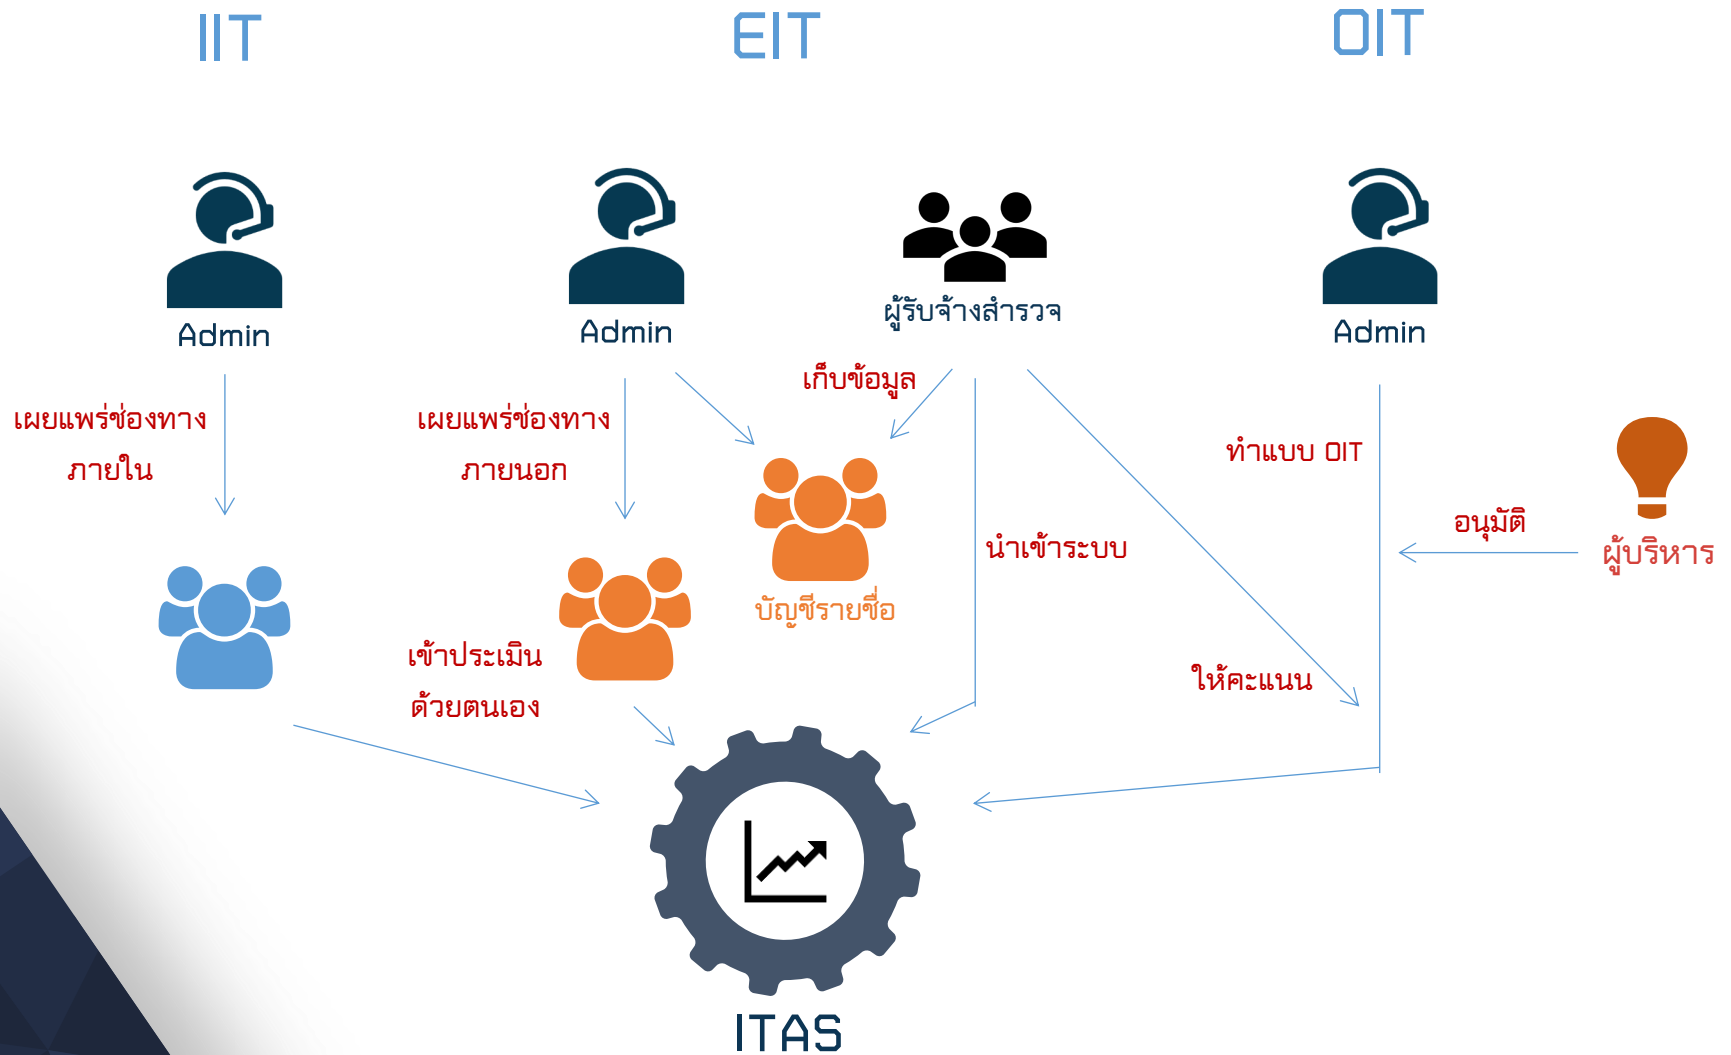 IIT
EIT
OIT
Admin
Admin
ผู้รับจ้างสำรวจ
Admin
เผยแพร่ช่องทาง
ภายใน
เผยแพร่ช่องทาง
ภายนอก
เก็บข้อมูล
ทำแบบ OIT
อนุมัติ
ผู้บริหาร
นำเข้าระบบ
บัญชีรายชื่อ
เข้าประเมิน
ด้วยตนเอง
ให้คะแนน
ITAS